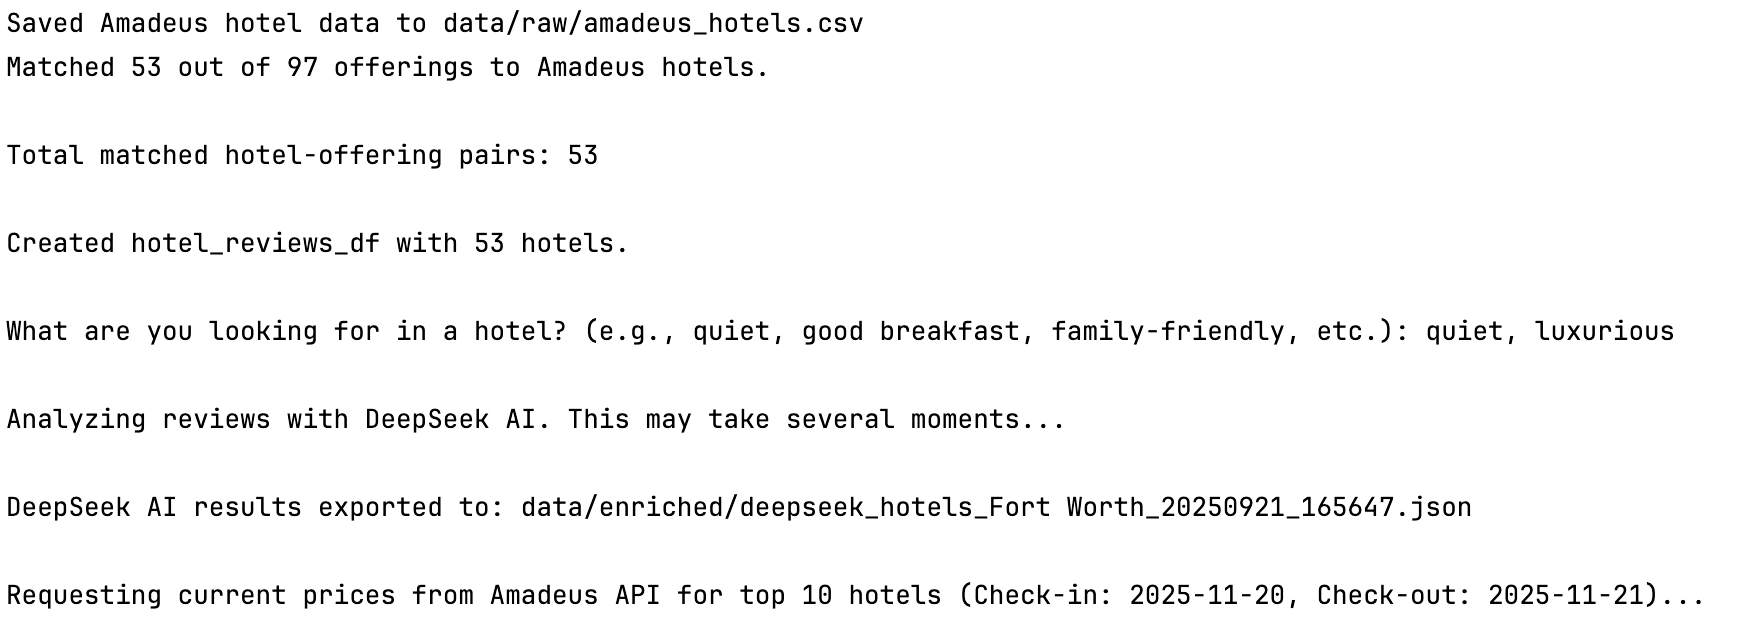 Saved Amadeus hotel data to data/raw/amadeus_hotels.csv
Matched 53 out of 97 offerings to Amadeus hotels.
Total matched hotel-offering pairs: 53
Created hotel_reviews_df with 53 hotels.
What are you looking for in a hotel? (e.g., quiet, good breakfast, family-friendly, etc.): quiet, luxurious
Analyzing reviews with DeepSeek AI. This may take several moments...
DeepSeek AI results exported to: data/enriched/deepseek_hotels_Fort Worth_20250921_165647.json
Requesting current prices from Amadeus API for top 10 hotels (Check-in: 2025-11-20, Check-out: 2025-11-21)...